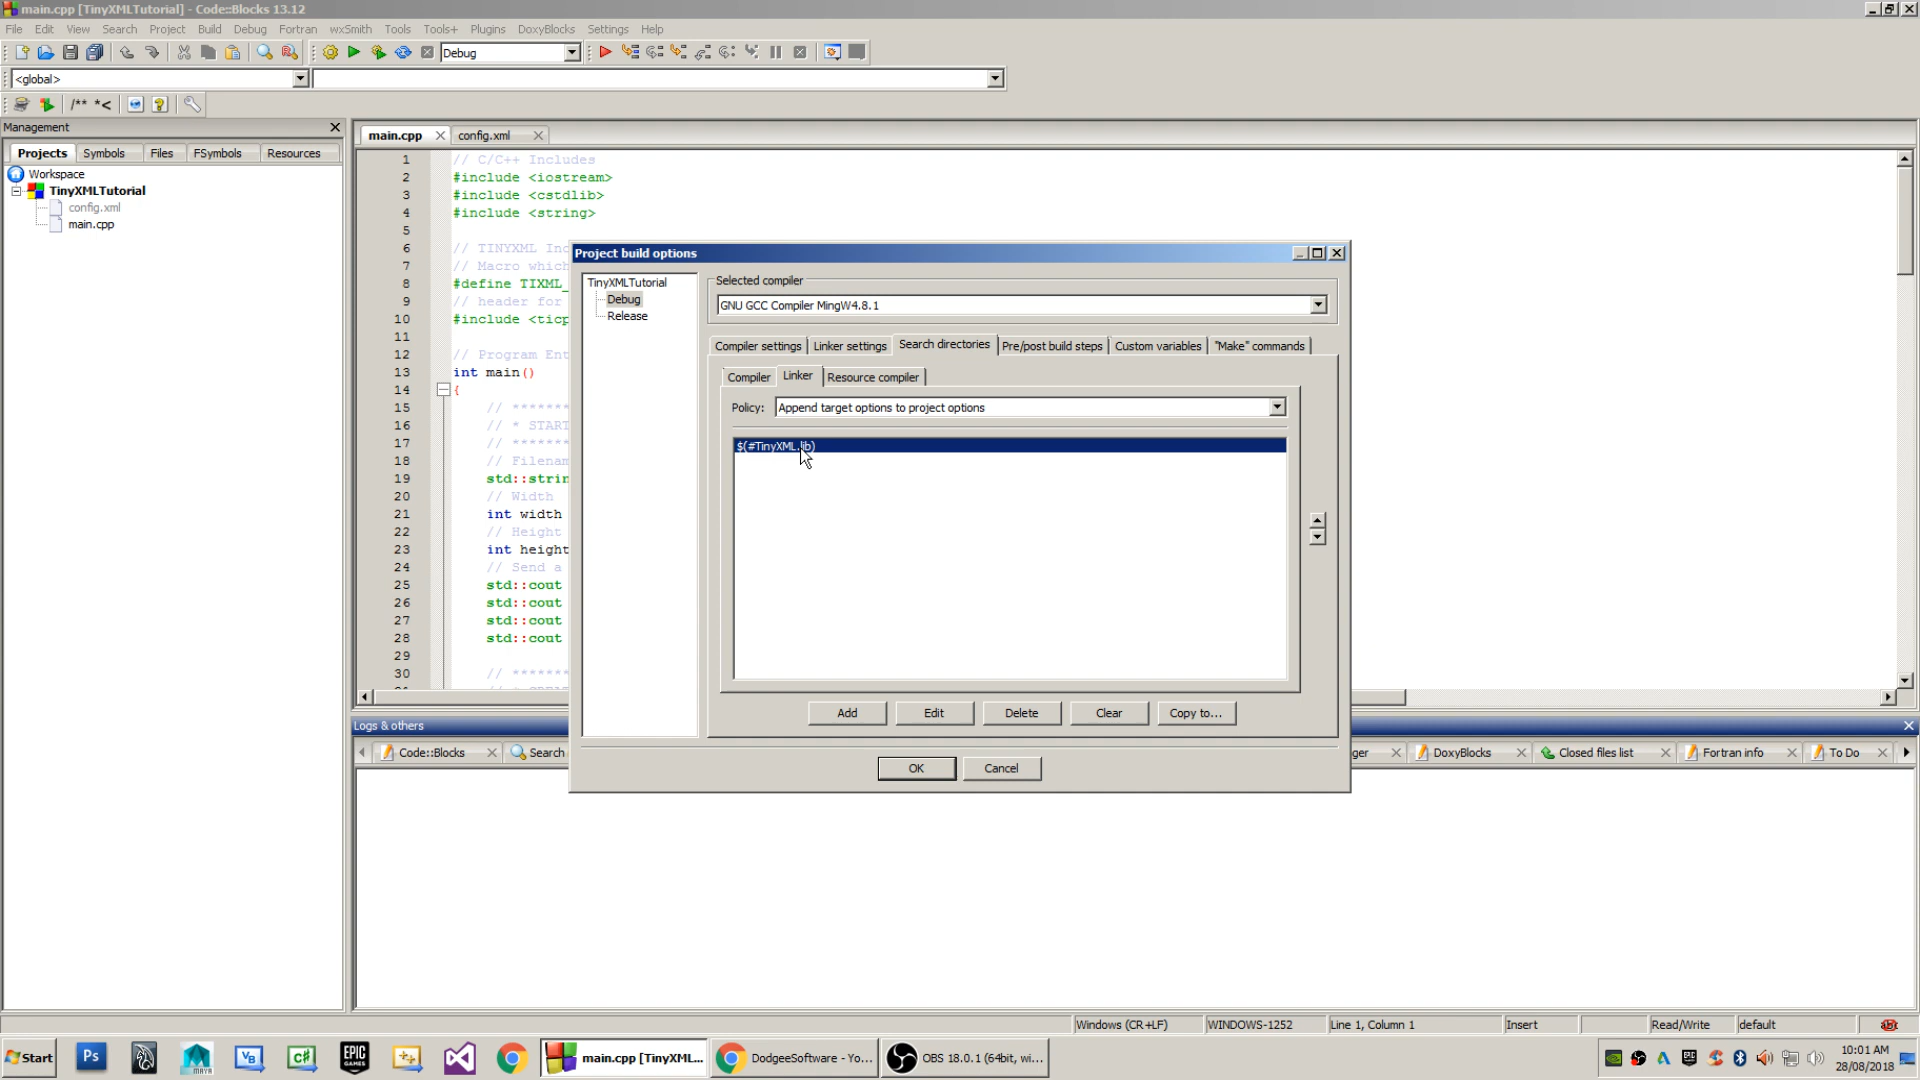 main.cpp [TinyXMLTutorial] - Code::Blocks 13.12
File Edit View Search Project Build Debug Fortran wxSmith Tools Tools+ Plugins DoxyBlocks Settings Help
Debug
<global>
/** *<
Management
Projects Symbols Files FSymbols Resources
Workspace
TinyXMLTutorial
config.xml
main.cpp
main.cpp config.xml
1 // C/C++ Includes
2 #include <iostream>
3 #include <cstdlib>
4 #include <string>
5
6 // TINYXML Inc
7 // Macro which
8 #define TIXML_
9 // header for
10 #include <ticp
11
12 // Program Ent
13 int main()
14 {
15 // *******
16 // * START
17 // *******
18 // Filenam
19 std::strin
20 // Width
21 int width
22 // Height
23 int height
24 // Send a
25 std::cout
26 std::cout
27 std::cout
28 std::cout
29
30 // *******
Project build options
TinyXMLTutorial
Debug
Release
Selected compiler
GNU GCC Compiler MingW4.8.1
Compiler settings Linker settings Search directories Pre/post build steps Custom variables "Make" commands
Compiler Linker Resource compiler
Policy: Append target options to project options
$(#TinyXML.lib)
Add Edit Delete Clear Copy to...
OK Cancel
Logs & others
Code::Blocks Search ger DoxyBlocks Closed files list Fortran info To Do
Windows (CR+LF) WINDOWS-1252 Line 1, Column 1 Insert Read/Write default
Start Ps MAYA VB C# EPIC GAMES main.cpp [TinyXML... DodgeeSoftware - Yo... OBS 18.0.1 (64bit, wi...
10:01 AM
28/08/2018